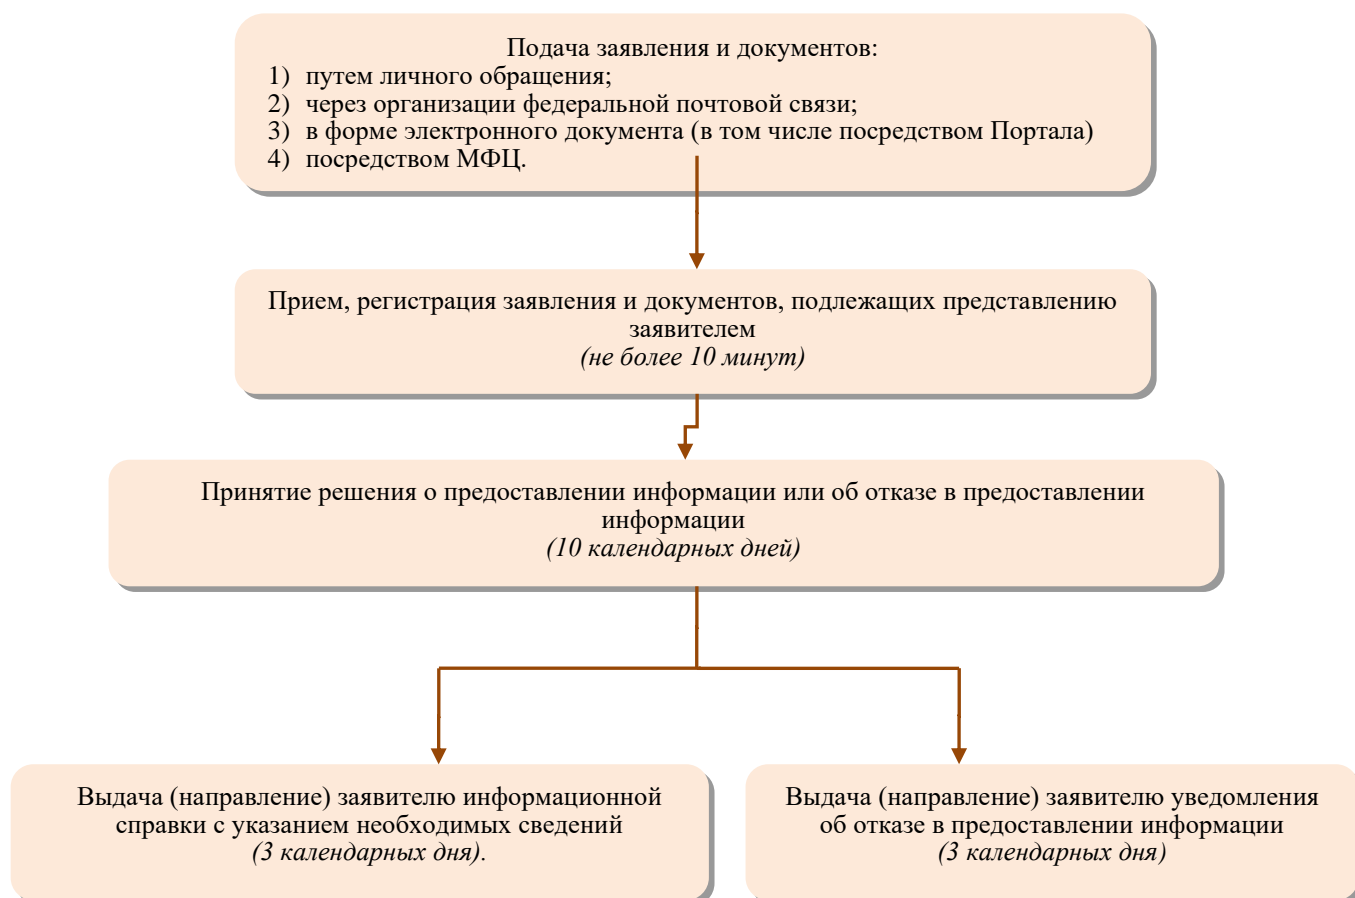 Подача заявления и документов:
1) путем личного обращения;
2) через организации федеральной почтовой связи;
3) в форме электронного документа (в том числе посредством Портала)
4) посредством МФЦ.
Прием, регистрация заявления и документов, подлежащих представлению
заявителем
(не более 10 минут)
Принятие решения о предоставлении информации или об отказе в предоставлении
информации
(10 календарных дней)
Выдача (направление) заявителю информационной
справки с указанием необходимых сведений
(3 календарных дня).
Выдача (направление) заявителю уведомления
об отказе в предоставлении информации
(3 календарных дня)